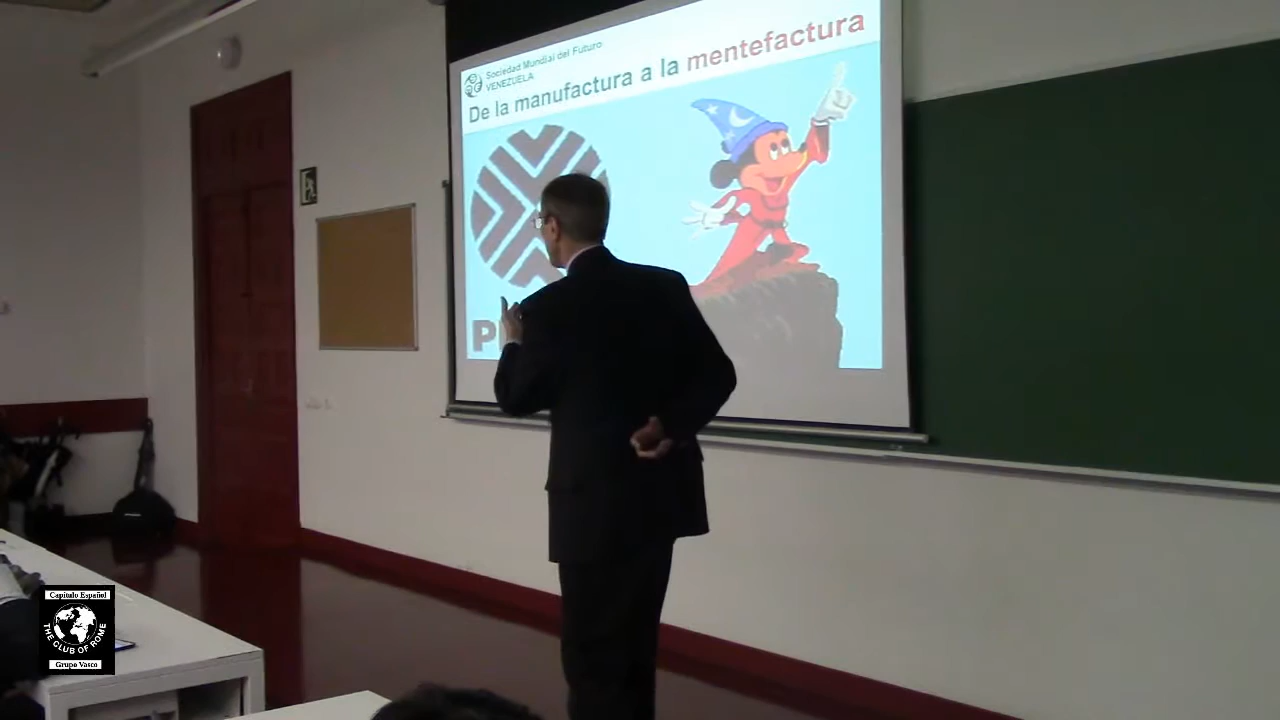 Sociedad Mundial del Futuro
VENEZUELA
De la manufactura a la mentefactura
Capítulo Español
THE CLUB OF ROME
Grupo Vasco